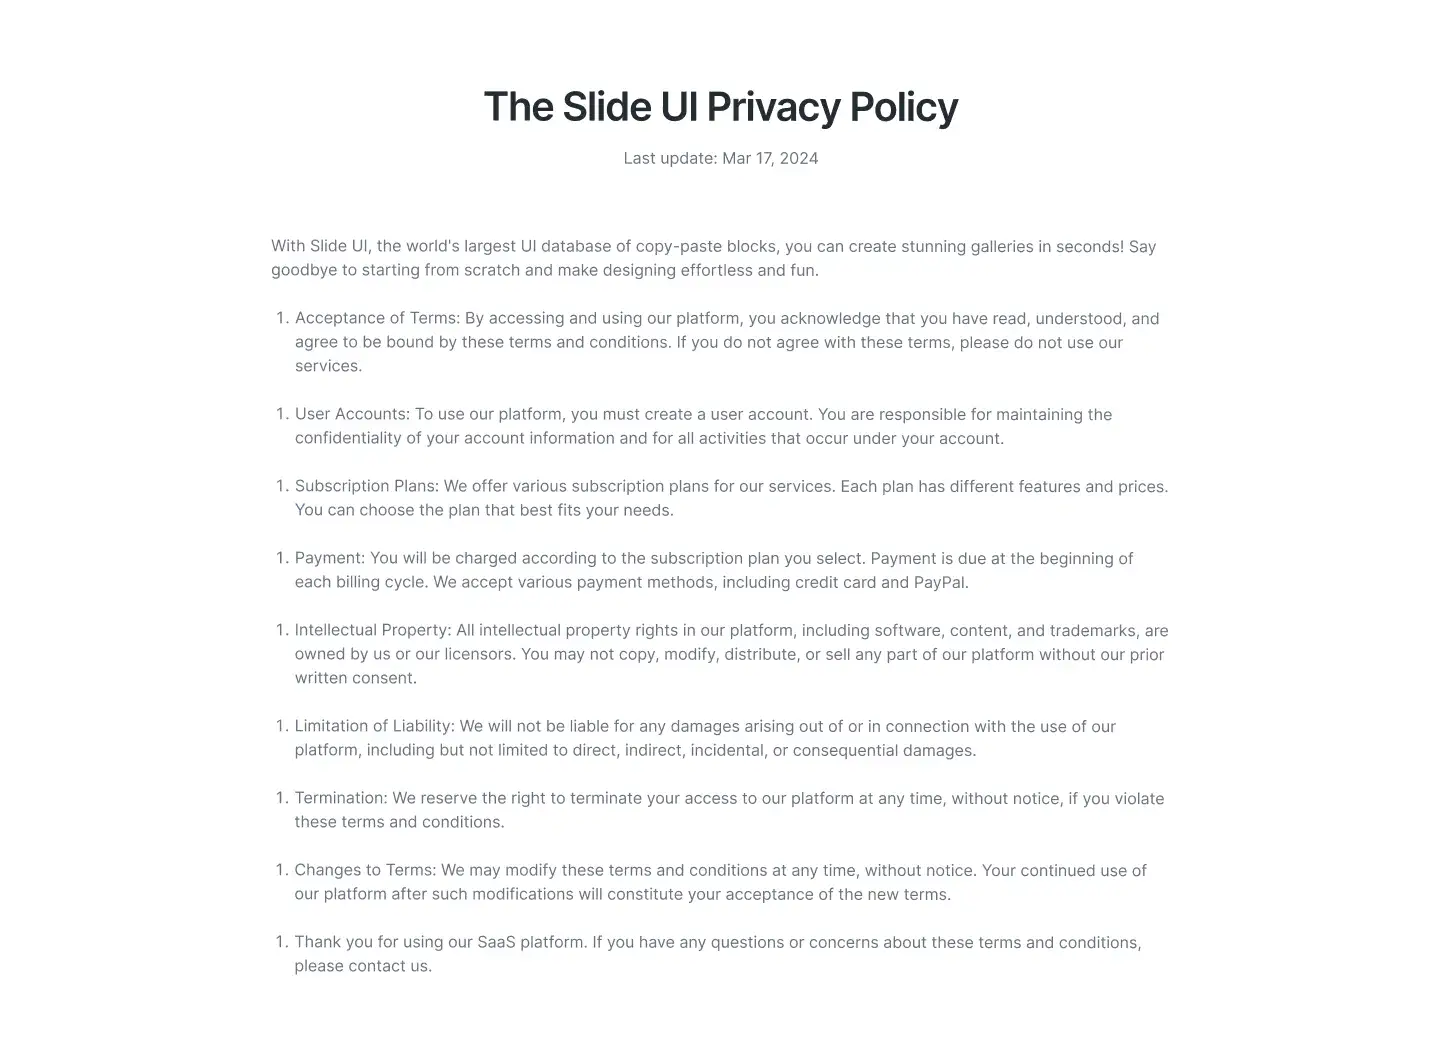 The Slide UI Privacy Policy
Last update: Mar 17, 2024
With Slide UI, the world's largest UI database of copy-paste blocks, you can create stunning galleries in seconds! Say
goodbye to starting from scratch and make designing effortless and fun.
1. Acceptance of Terms: By accessing and using our platform, you acknowledge that you have read, understood, and
agree to be bound by these terms and conditions. If you do not agree with these terms, please do not use our
services.
1. User Accounts: To use our platform, you must create a user account. You are responsible for maintaining the
confidentiality of your account information and for all activities that occur under your account.
1. Subscription Plans: We offer various subscription plans for our services. Each plan has different features and prices.
You can choose the plan that best fits your needs.
1. Payment: You will be charged according to the subscription plan you select. Payment is due at the beginning of
each billing cycle. We accept various payment methods, including credit card and PayPal.
1. Intellectual Property: All intellectual property rights in our platform, including software, content, and trademarks, are
owned by us or our licensors. You may not copy, modify, distribute, or sell any part of our platform without our prior
written consent.
1. Limitation of Liability: We will not be liable for any damages arising out of or in connection with the use of our
platform, including but not limited to direct, indirect, incidental, or consequential damages.
1. Termination: We reserve the right to terminate your access to our platform at any time, without notice, if you violate
these terms and conditions.
1. Changes to Terms: We may modify these terms and conditions at any time, without notice. Your continued use of
our platform after such modifications will constitute your acceptance of the new terms.
1. Thank you for using our SaaS platform. If you have any questions or concerns about these terms and conditions,
please contact us.